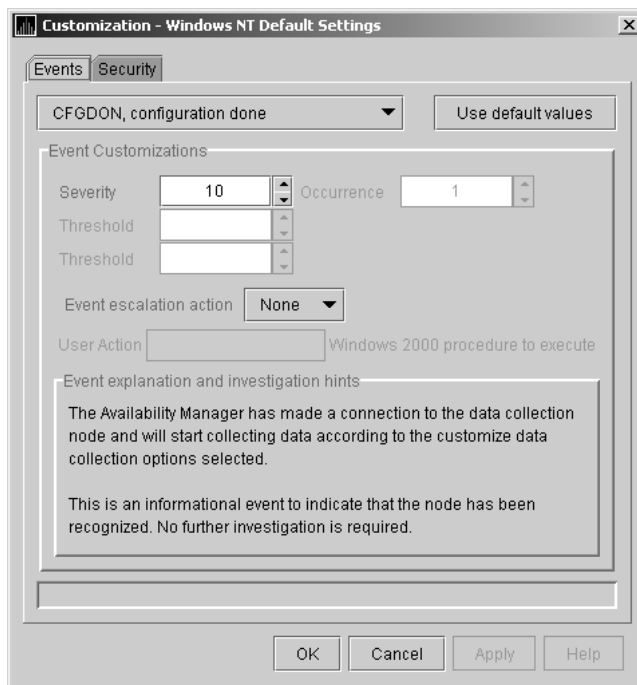 Customization - Windows NT Default Settings
Events Security
CFGDON, configuration done Use default values
Event Customizations
Severity 10 Occurrence 1
Threshold
Threshold
Event escalation action None
User Action Windows 2000 procedure to execute
Event explanation and investigation hints
The Availability Manager has made a connection to the data collection
node and will start collecting data according to the customize data
collection options selected.
This is an informational event to indicate that the node has been
recognized. No further investigation is required.
OK Cancel Apply Help